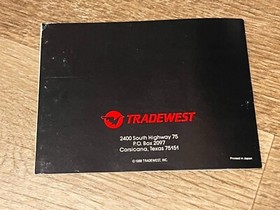 TRADEWEST
2400 South Highway 75
P.O. Box 2097
Corsicana, Texas 75151
©1989 TRADEWEST, INC.
Printed in Japan